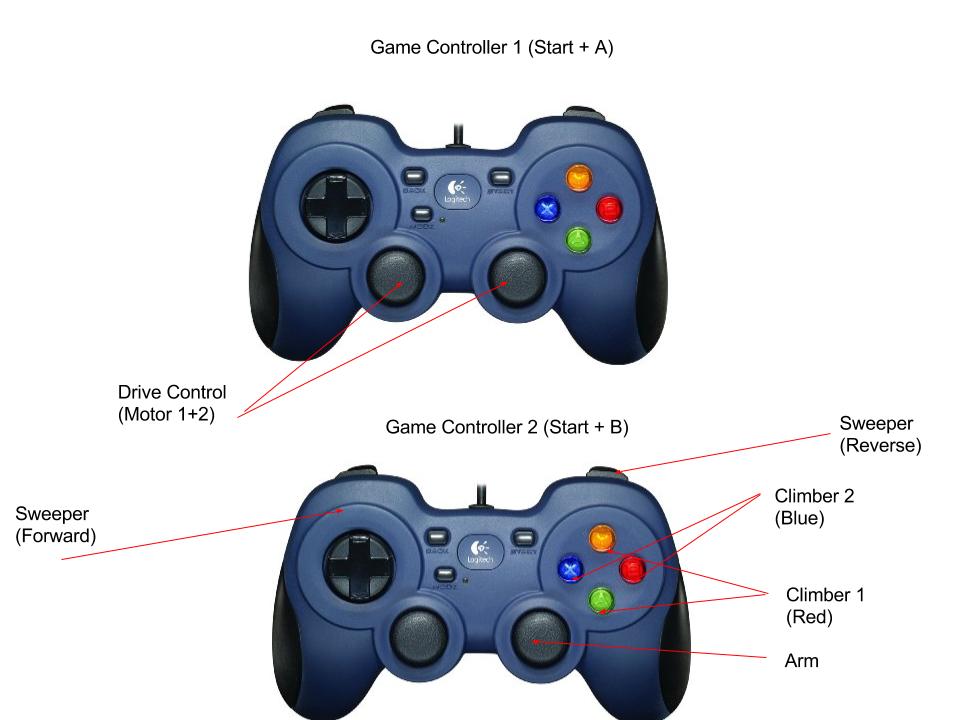 Game Controller 1 (Start + A)
BACK
START
Logitech
MODE
Y
X
B
A
Drive Control
(Motor 1+2)
Game Controller 2 (Start + B)
Sweeper
(Reverse)
Climber 2
(Blue)
Sweeper
(Forward)
BACK
START
Logitech
MODE
Y
X
B
A
Climber 1
(Red)
Arm